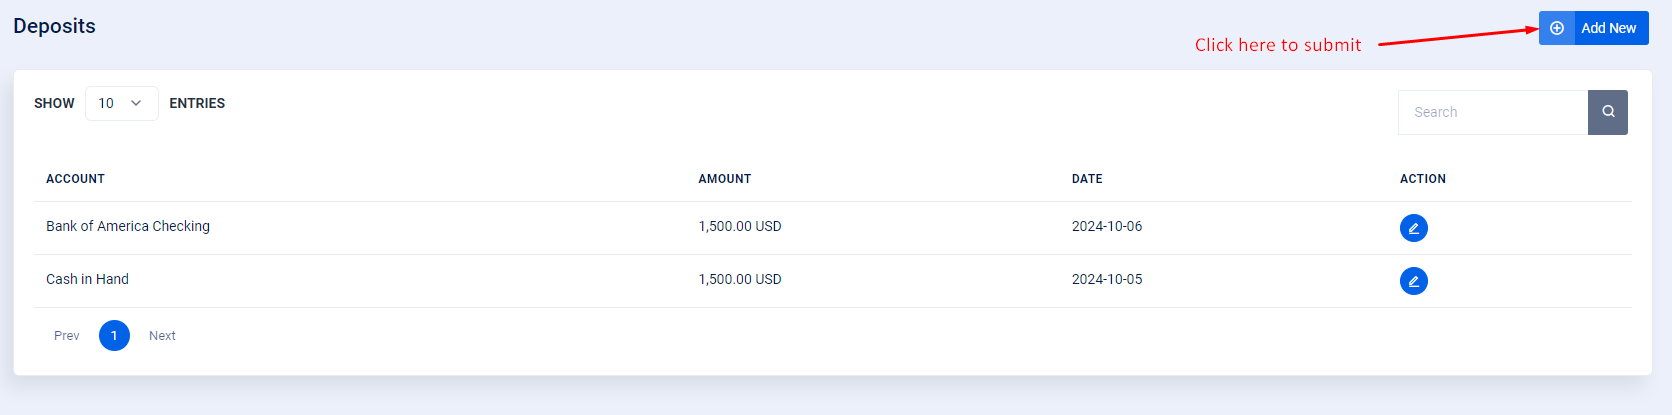 Deposits
Click here to submit
Add New
SHOW 10 ENTRIES
Search
ACCOUNT AMOUNT DATE ACTION
Bank of America Checking 1,500.00 USD 2024-10-06
Cash in Hand 1,500.00 USD 2024-10-05
Prev 1 Next